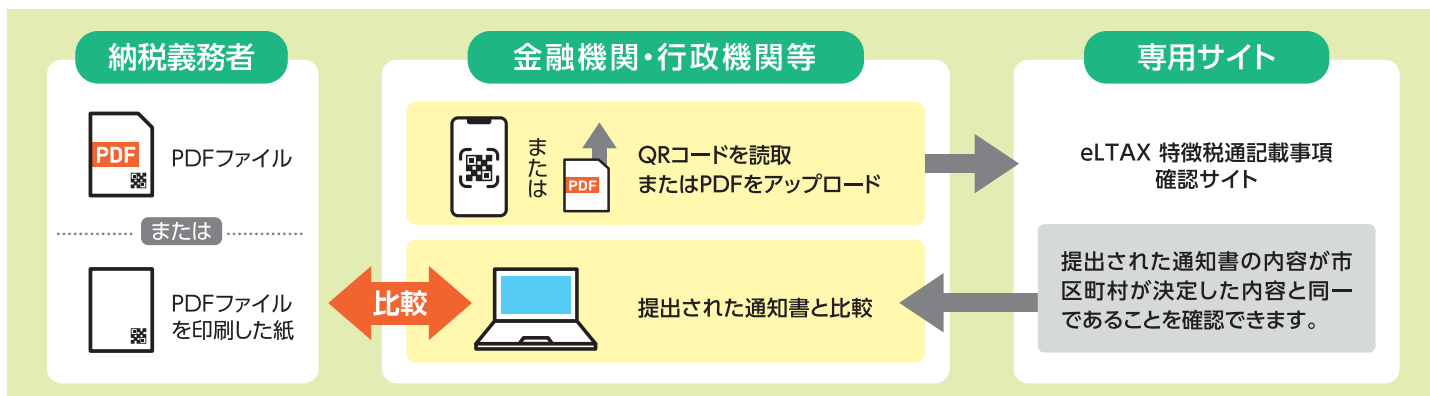 納税義務者
PDF
PDFファイル
または
PDFファイル
を印刷した紙
比較
金融機関・行政機関等
または
PDF
QRコードを読取
またはPDFをアップロード
提出された通知書と比較
専用サイト
eLTAX 特徴税通記載事項
確認サイト
提出された通知書の内容が市
区町村が決定した内容と同一
であることを確認できます。